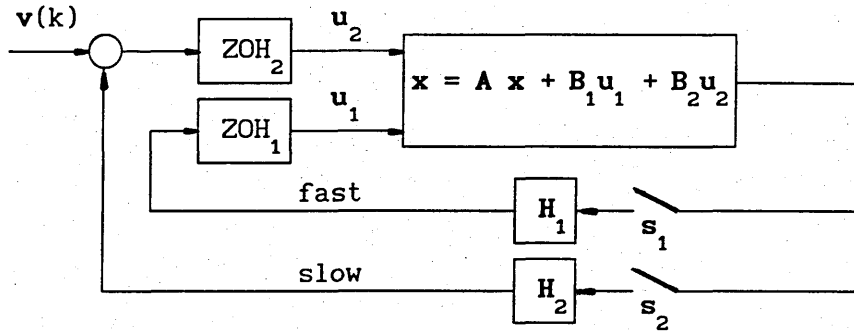 v(k)
ZOH₂
u₂
x = A x + B₁u₁ + B₂u₂
ZOH₁
u₁
fast
H₁
s₁
slow
H₂
s₂